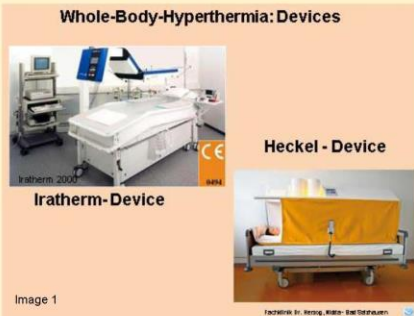 Whole-Body-Hyperthermia: Devices
Iratherm 2000
CE
0494
Iratherm-Device
Heckel - Device
Image 1
Fachklinik Dr. Herzog, Nidda - Bad Salzhausen